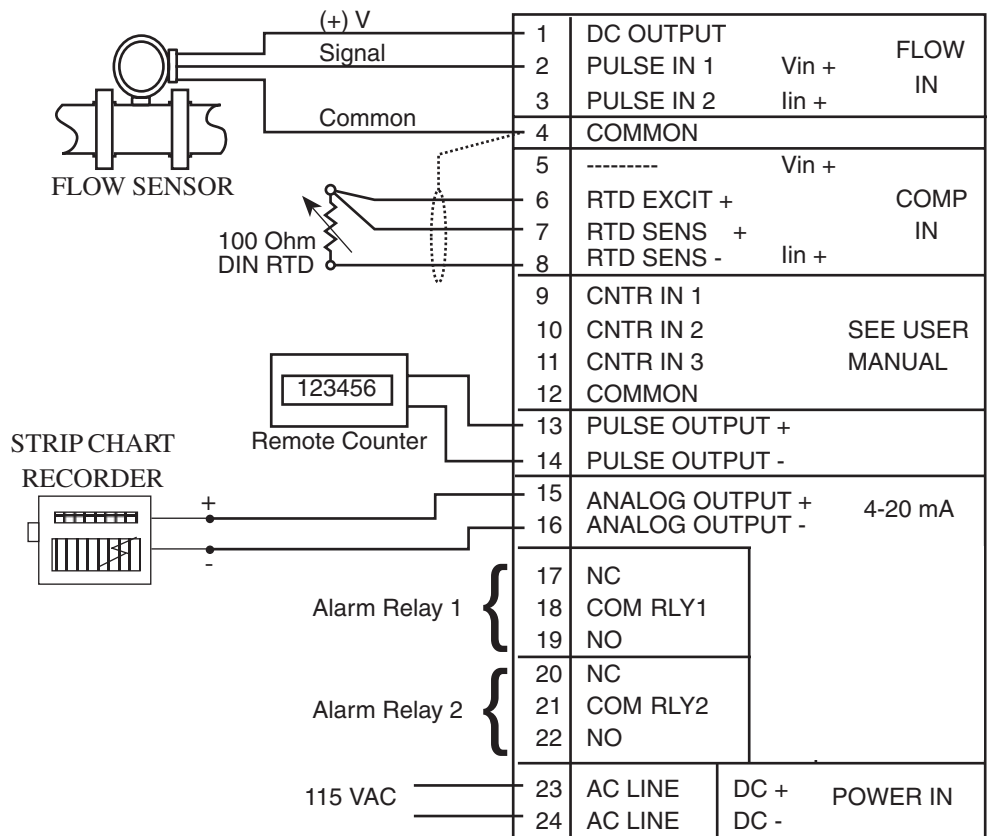 (+) V
Signal
Common
FLOW SENSOR
100 Ohm
DIN RTD
123456
Remote Counter
STRIP CHART
RECORDER
+
-
Alarm Relay 1
Alarm Relay 2
115 VAC
1 DC OUTPUT
2 PULSE IN 1 Vin +
3 PULSE IN 2 Iin +
FLOW
IN
4 COMMON
5 --------- Vin +
6 RTD EXCIT +
7 RTD SENS +
8 RTD SENS - Iin +
COMP
IN
9 CNTR IN 1
10 CNTR IN 2
11 CNTR IN 3
12 COMMON
SEE USER
MANUAL
13 PULSE OUTPUT +
14 PULSE OUTPUT -
15 ANALOG OUTPUT +
16 ANALOG OUTPUT -
4-20 mA
17 NC
18 COM RLY1
19 NO
20 NC
21 COM RLY2
22 NO
23 AC LINE DC +
24 AC LINE DC -
POWER IN